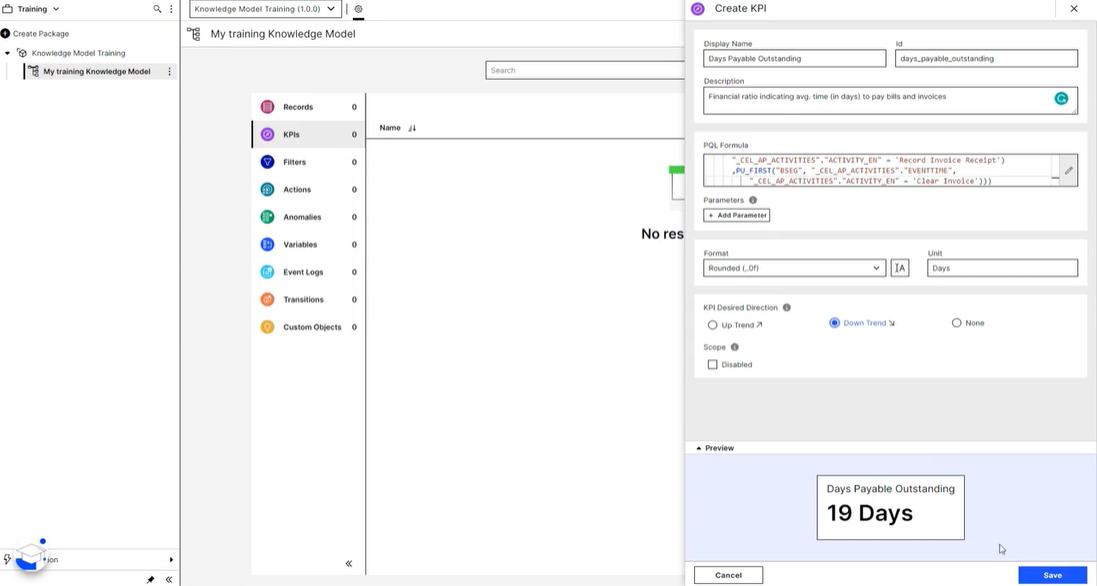 Training
Knowledge Model Training (1.0.0)
Create KPI
Create Package
My training Knowledge Model
Knowledge Model Training
My training Knowledge Model
Search
Records 0
KPIs 0
Filters 0
Actions 0
Anomalies 0
Variables 0
Event Logs 0
Transitions 0
Custom Objects 0
Name
No res
Display Name
Days Payable Outstanding
Id
days_payable_outstanding
Description
Financial ratio indicating avg. time (in days) to pay bills and invoices
PQL Formula
"_CEL_AP_ACTIVITIES"."ACTIVITY_EN" = 'Record Invoice Receipt')
,PU_FIRST("BSEG", "_CEL_AP_ACTIVITIES"."EVENTTIME",
"_CEL_AP_ACTIVITIES"."ACTIVITY_EN" = 'Clear Invoice')))
Parameters
+ Add Parameter
Format
Rounded (,.0f)
Unit
Days
KPI Desired Direction
Up Trend
Down Trend
None
Scope
Disabled
Preview
Days Payable Outstanding
19 Days
ion
Cancel
Save